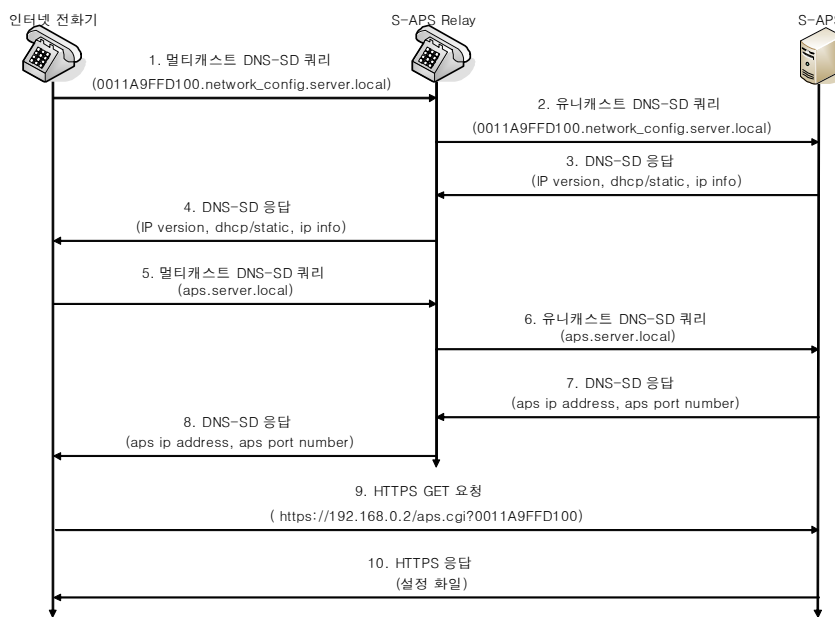 인터넷 전화기
S-APS Relay
S-APS
1. 멀티캐스트 DNS-SD 쿼리
(0011A9FFD100.network_config.server.local)
2. 유니캐스트 DNS-SD 쿼리
(0011A9FFD100.network_config.server.local)
3. DNS-SD 응답
(IP version, dhcp/static, ip info)
4. DNS-SD 응답
(IP version, dhcp/static, ip info)
5. 멀티캐스트 DNS-SD 쿼리
(aps.server.local)
6. 유니캐스트 DNS-SD 쿼리
(aps.server.local)
7. DNS-SD 응답
(aps ip address, aps port number)
8. DNS-SD 응답
(aps ip address, aps port number)
9. HTTPS GET 요청
( https://192.168.0.2/aps.cgi?0011A9FFD100)
10. HTTPS 응답
(설정 화일)